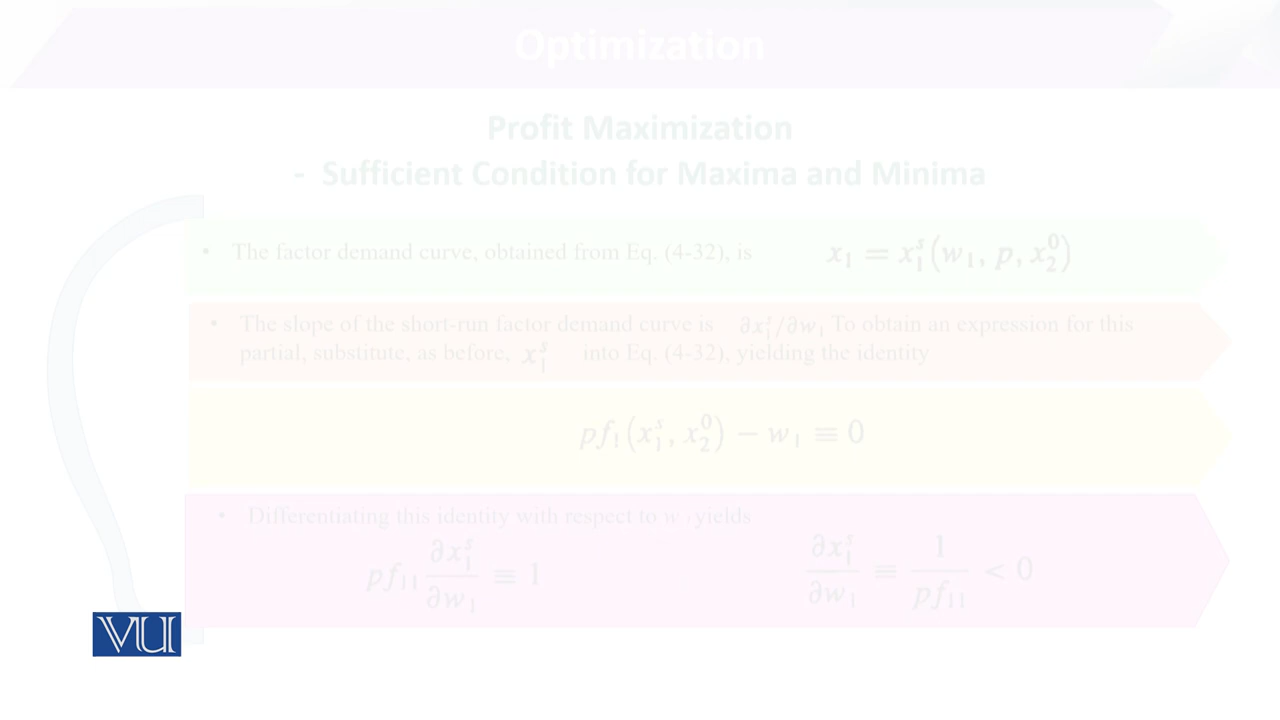 Optimization
Profit Maximization
- Sufficient Condition for Maxima and Minima
• The factor demand curve, obtained from Eq. (4-32), is x₁ = x₁ˢ(w₁, p, x₂⁰)
• The slope of the short-run factor demand curve is ∂x₁ˢ/∂w₁ To obtain an expression for this
partial, substitute, as before, x₁ˢ into Eq. (4-32), yielding the identity
pf₁(x₁ˢ, x₂⁰) − w₁ ≡ 0
• Differentiating this identity with respect to w₁ yields
pf₁₁ ∂x₁ˢ/∂w₁ ≡ 1 ∂x₁ˢ/∂w₁ ≡ 1/pf₁₁ < 0
VU